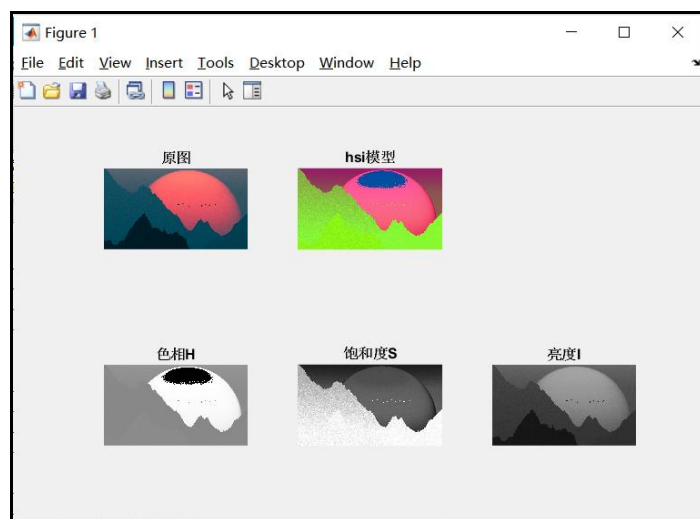 Figure 1
File Edit View Insert Tools Desktop Window Help
原图 hsi模型
色相H 饱和度S 亮度I